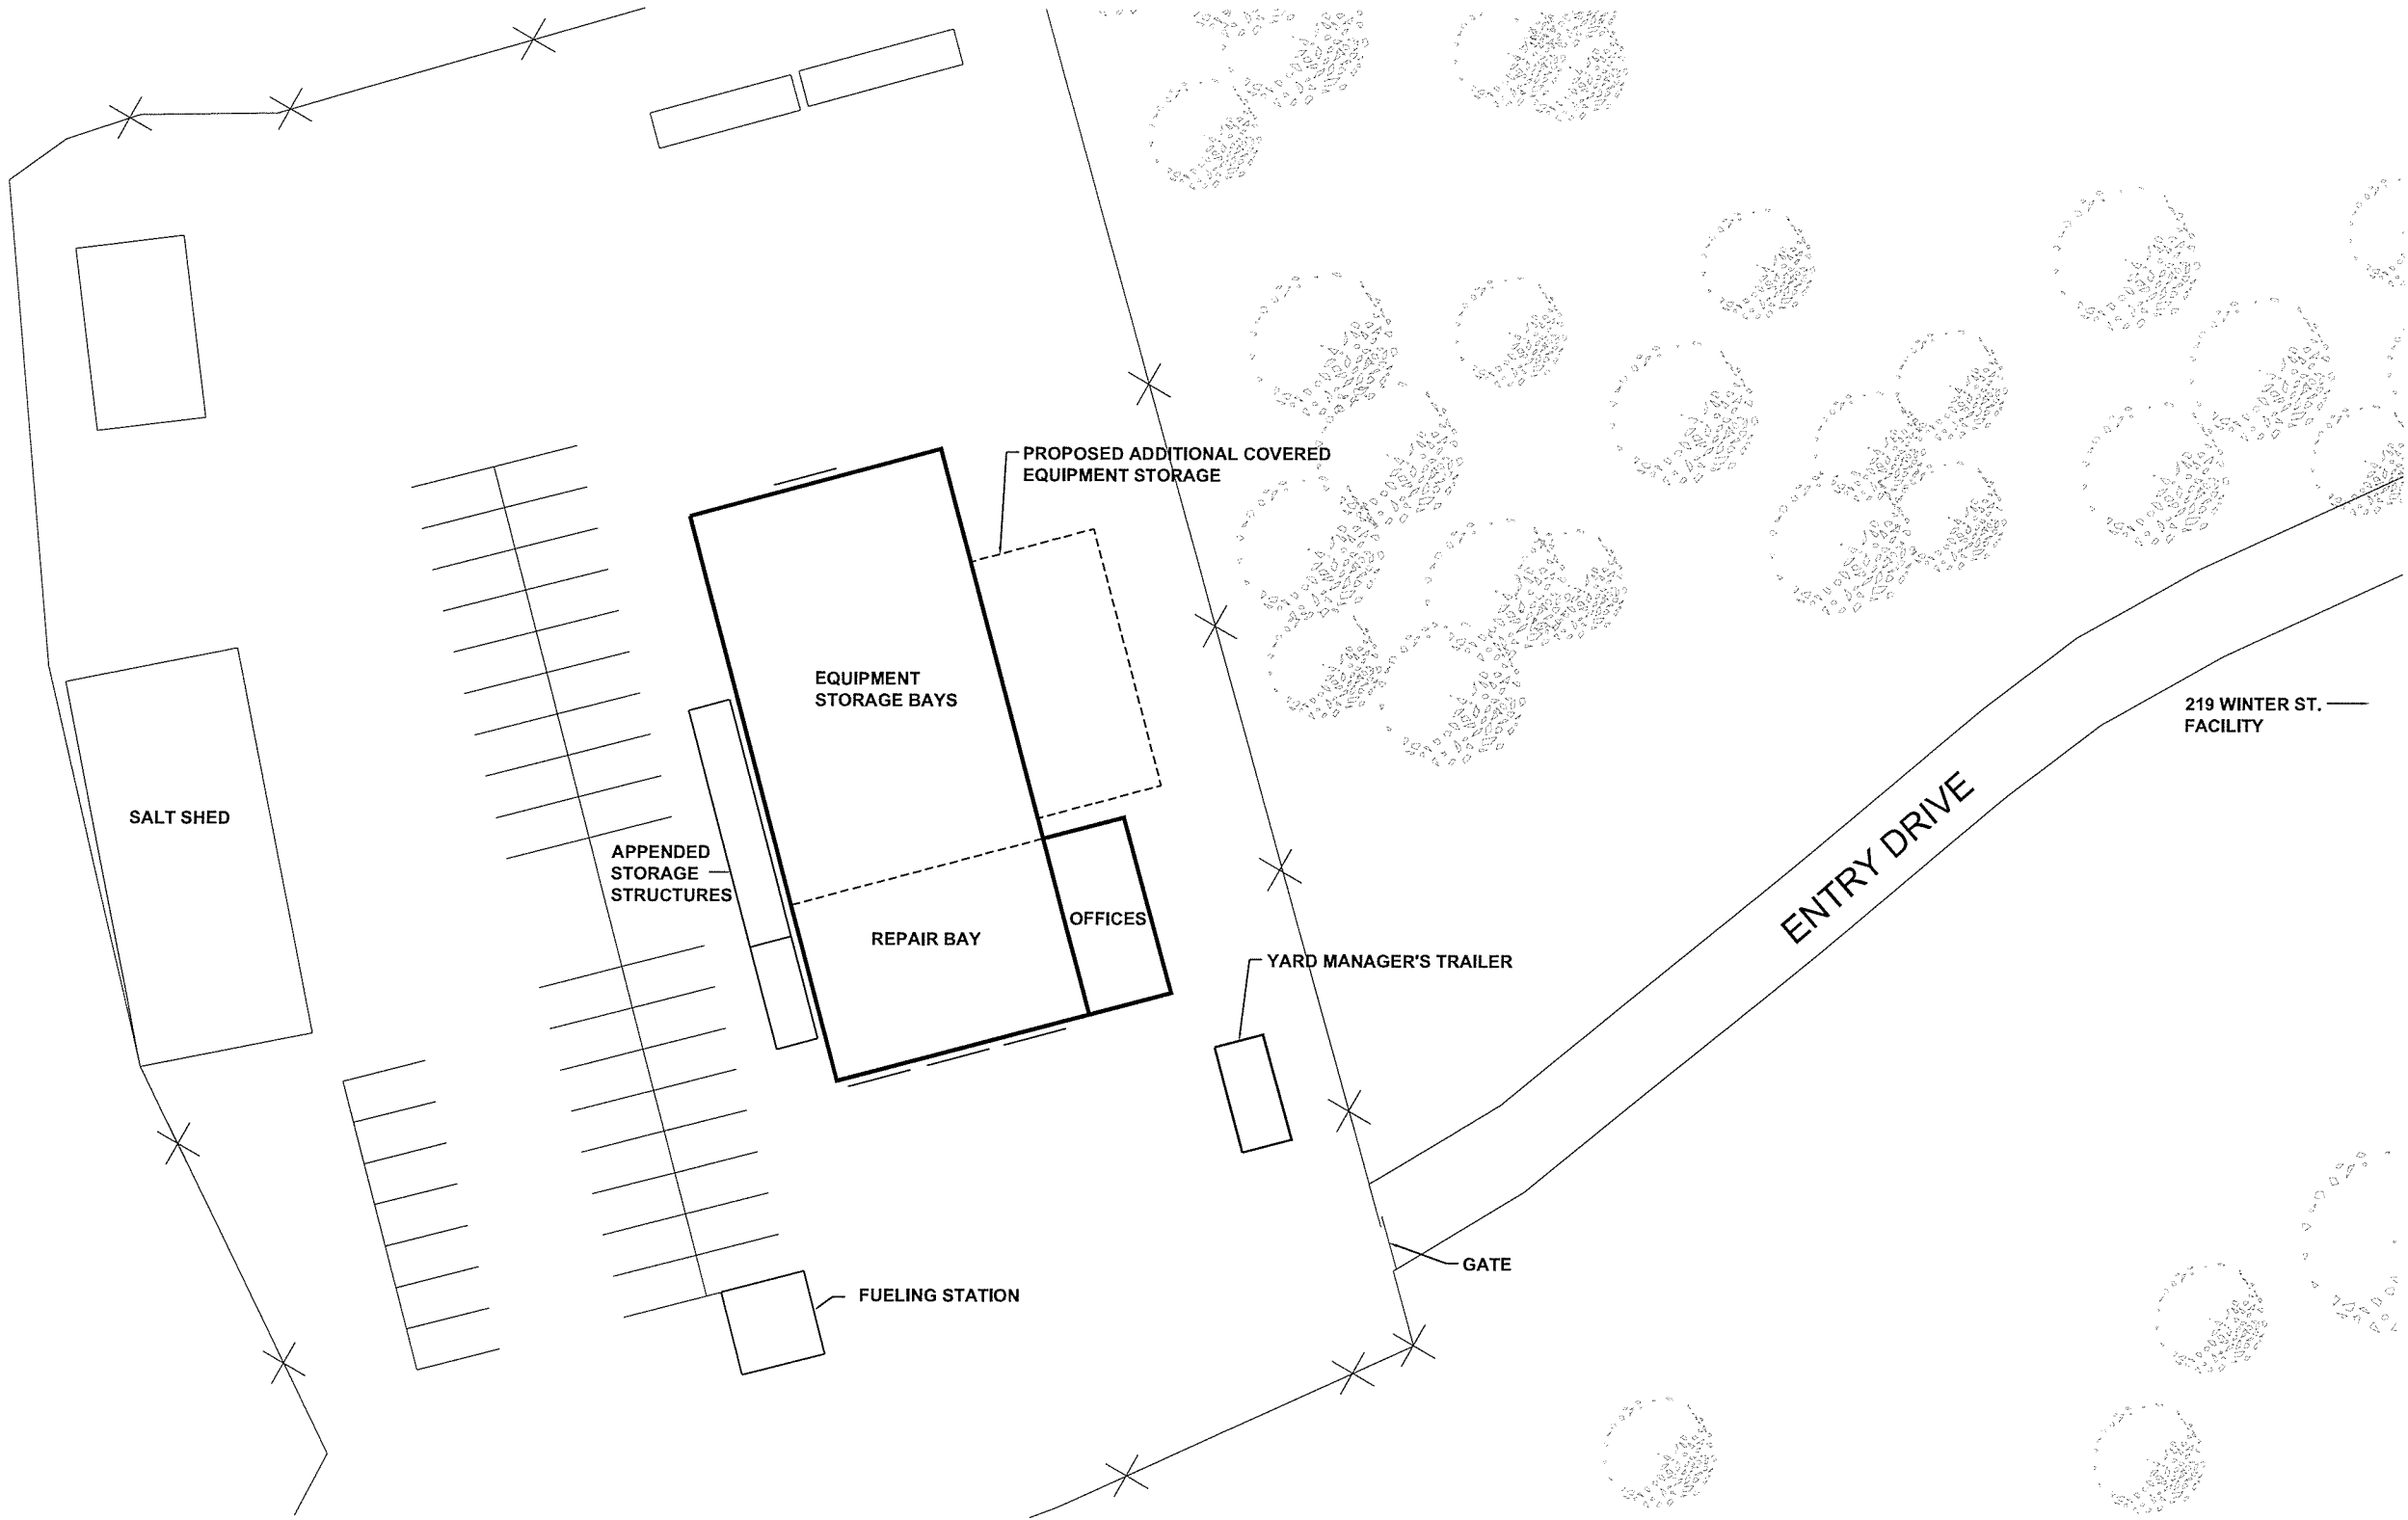 PROPOSED ADDITIONAL COVERED
EQUIPMENT STORAGE
EQUIPMENT
STORAGE BAYS
219 WINTER ST.
FACILITY
SALT SHED
ENTRY DRIVE
APPENDED
STORAGE
STRUCTURES
OFFICES
REPAIR BAY
YARD MANAGER'S TRAILER
GATE
FUELING STATION